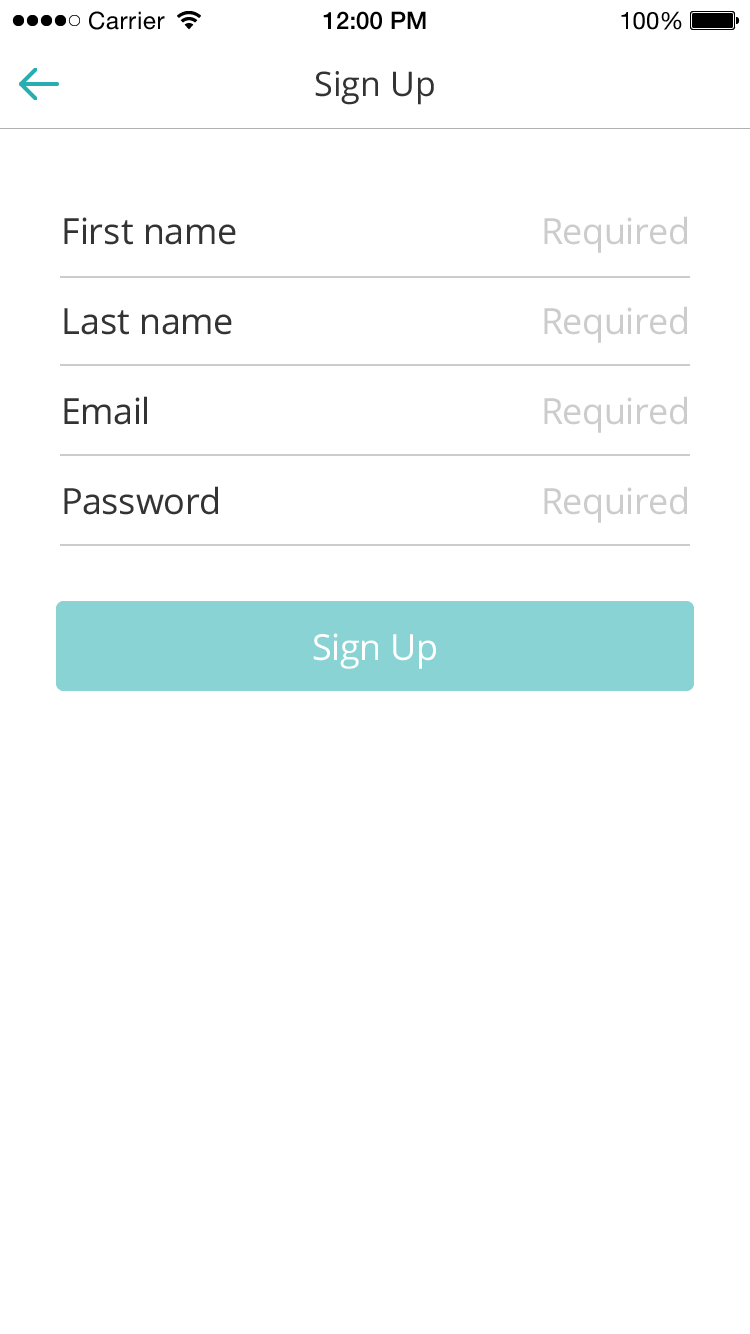 Carrier 12:00 PM 100%
Sign Up
First name Required
Last name Required
Email Required
Password Required
Sign Up